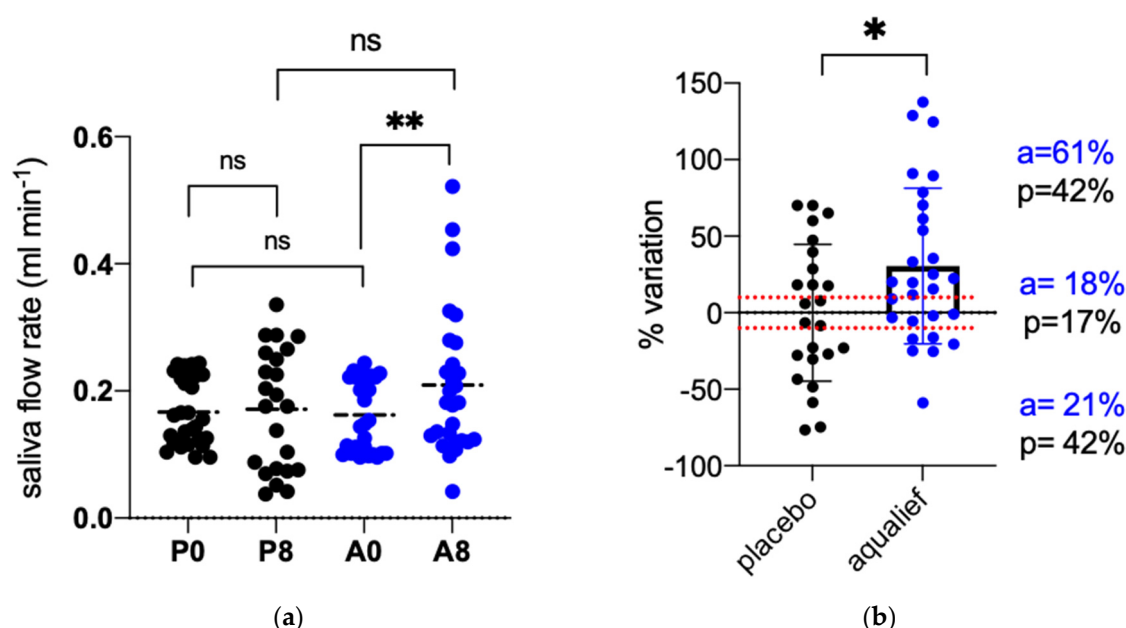 ns
**
ns
ns
saliva flow rate (ml min⁻¹)
0.6
0.4
0.2
0.0
P0 P8 A0 A8
(a)
*
% variation
150
100
50
0
-50
-100
placebo
aqualief
a=61%
p=42%
a= 18%
p=17%
a= 21%
p= 42%
(b)